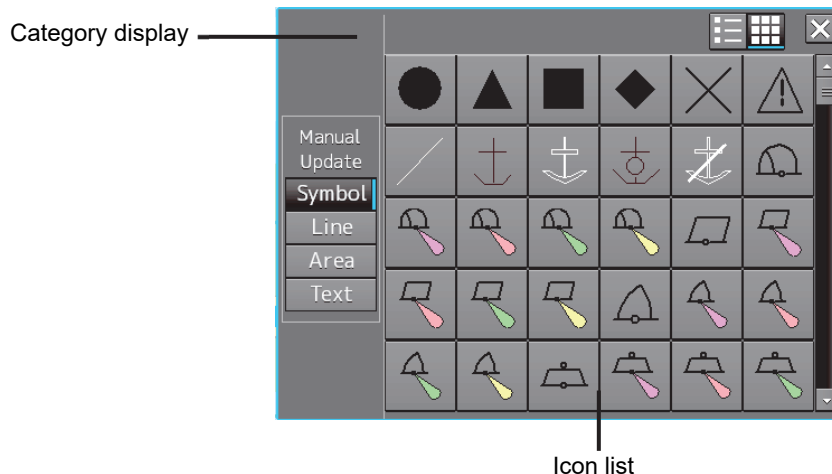 Category display
Manual
Update
Symbol
Line
Area
Text
Icon list